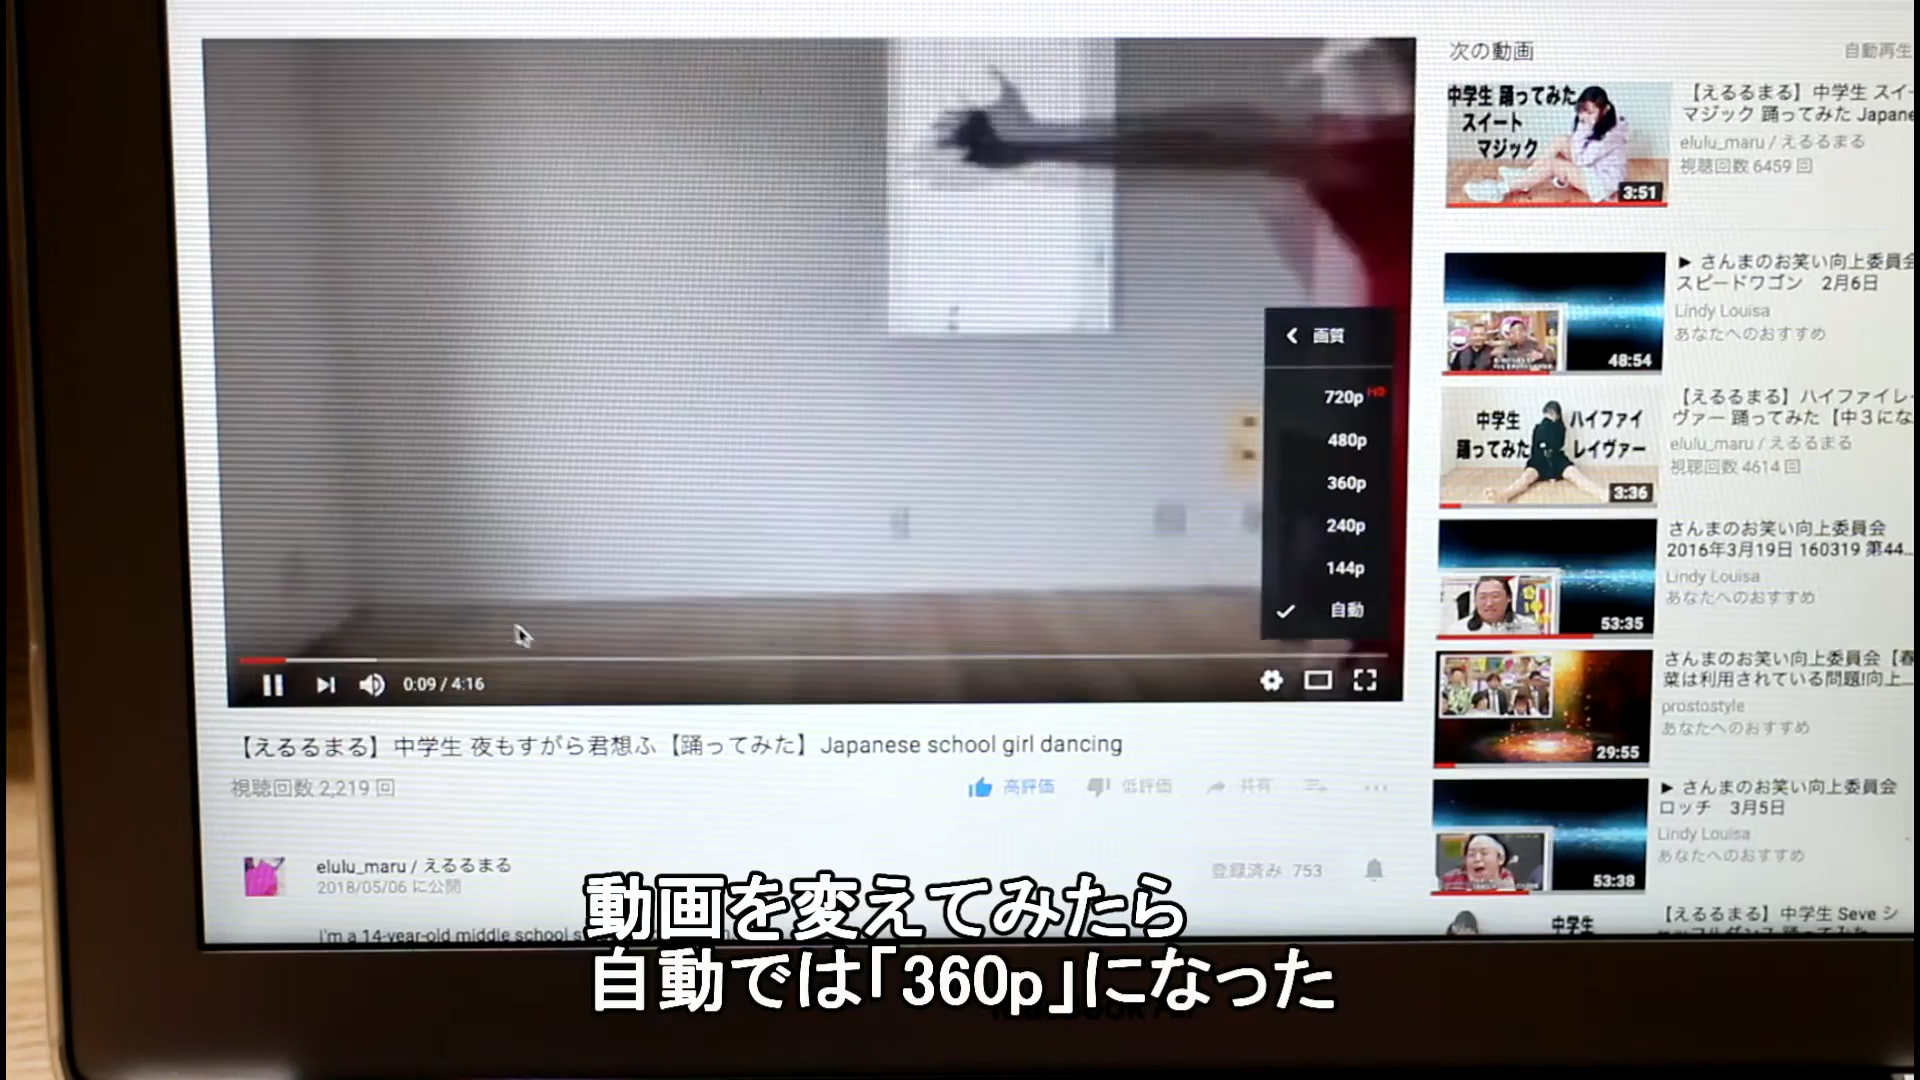 次の動画
自動再生
中学生 踊ってみた
スイート
マジック
3:51
【えるるまる】中学生 スイー
マジック 踊ってみた Japane
elulu_maru / えるるまる
視聴回数 6459 回
► さんまのお笑い向上委員会
スピードワゴン 2月6日
Lindy Louisa
あなたへのおすすめ
48:54
中学生 ハイファイ
踊ってみた レイヴァー
3:36
【えるるまる】ハイファイレイ
ヴァー 踊ってみた【中3にな
elulu_maru / えるるまる
視聴回数 4614 回
さんまのお笑い向上委員会
2016年3月19日 160319 第44...
Lindy Louisa
あなたへのおすすめ
53:35
さんまのお笑い向上委員会【春
菜は利用されている問題!向上...
prostostyle
あなたへのおすすめ
29:55
► さんまのお笑い向上委員会
ロッチ 3月5日
Lindy Louisa
あなたへのおすすめ
53:38
【えるるまる】中学生 Seve シ
中学生
画質
720p HD
480p
360p
240p
144p
自動
0:09 / 4:16
【えるるまる】中学生 夜もすがら君想ふ【踊ってみた】Japanese school girl dancing
視聴回数 2,219 回
高評価 低評価 共有
elulu_maru / えるるまる
2018/05/06 に公開
登録済み 753
I'm a 14-year-old middle school
動画を変えてみたら
自動では「360p」になった